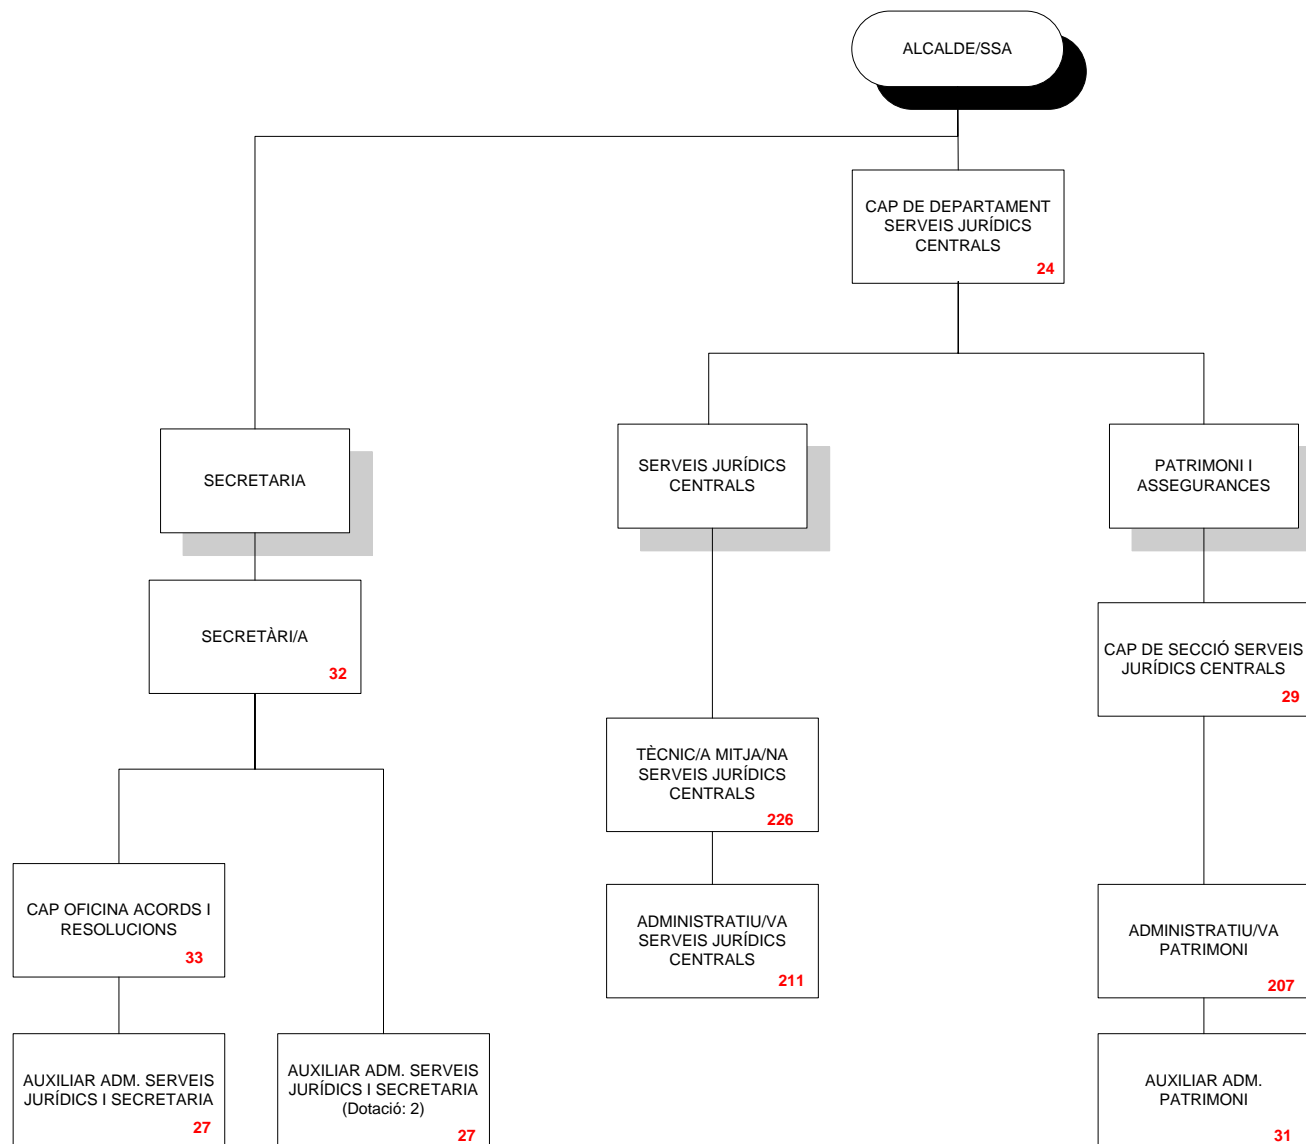 ALCALDE/SSA
CAP DE DEPARTAMENT
SERVEIS JURÍDICS
CENTRALS
24
SECRETARIA
SERVEIS JURÍDICS
CENTRALS
PATRIMONI I
ASSEGURANCES
SECRETÀRI/A
32
CAP DE SECCIÓ SERVEIS
JURÍDICS CENTRALS
29
TÈCNIC/A MITJA/NA
SERVEIS JURÍDICS
CENTRALS
226
CAP OFICINA ACORDS I
RESOLUCIONS
33
ADMINISTRATIU/VA
SERVEIS JURÍDICS
CENTRALS
211
ADMINISTRATIU/VA
PATRIMONI
207
AUXILIAR ADM. SERVEIS
JURÍDICS I SECRETARIA
27
AUXILIAR ADM. SERVEIS
JURÍDICS I SECRETARIA
(Dotació: 2)
27
AUXILIAR ADM.
PATRIMONI
31